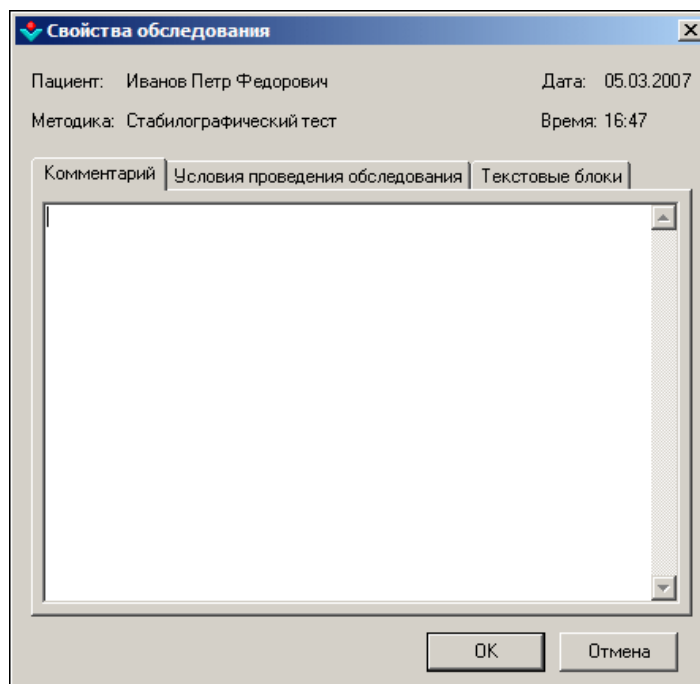 Свойства обследования
Пациент: Иванов Петр Федорович Дата: 05.03.2007
Методика: Стабилографический тест Время: 16:47
Комментарий Условия проведения обследования Текстовые блоки
OK Отмена